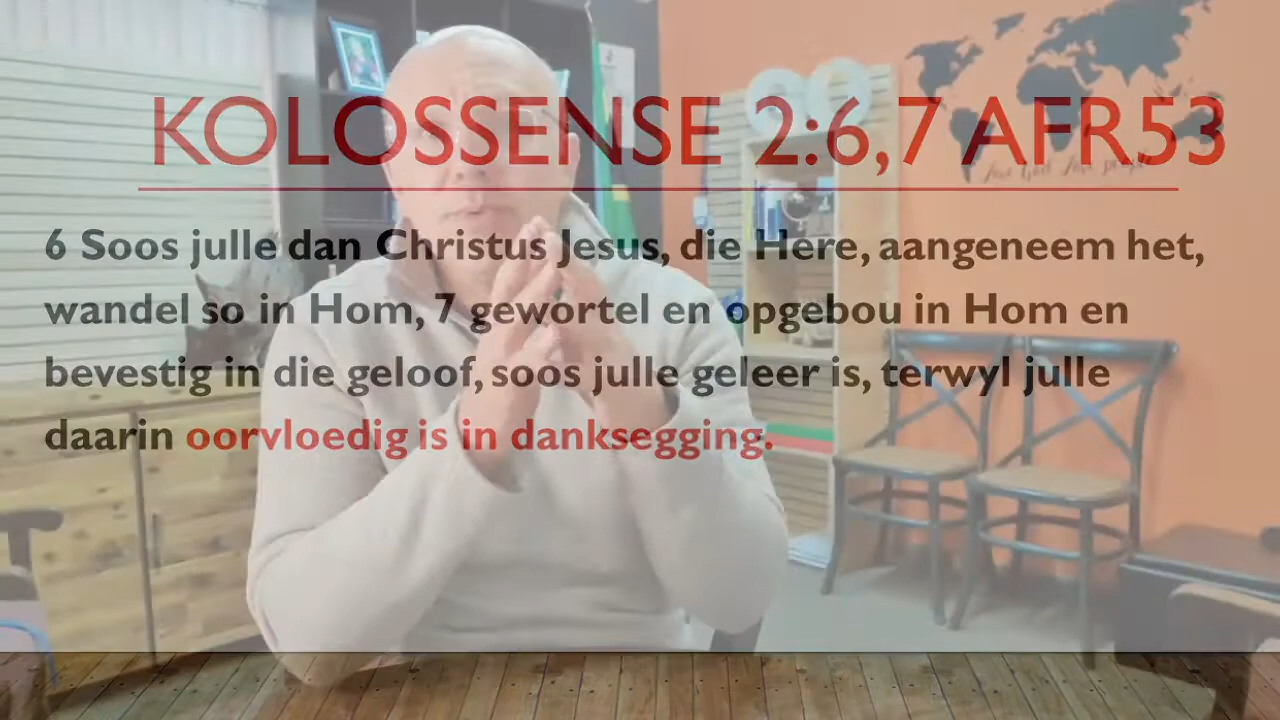 KOLOSSENSE 2:6,7 AFR53
6 Soos julle dan Christus Jesus, die Here, aangeneem het,
wandel so in Hom, 7 gewortel en opgebou in Hom en
bevestig in die geloof, soos julle geleer is, terwyl julle
daarin oorvloedig is in danksegging.